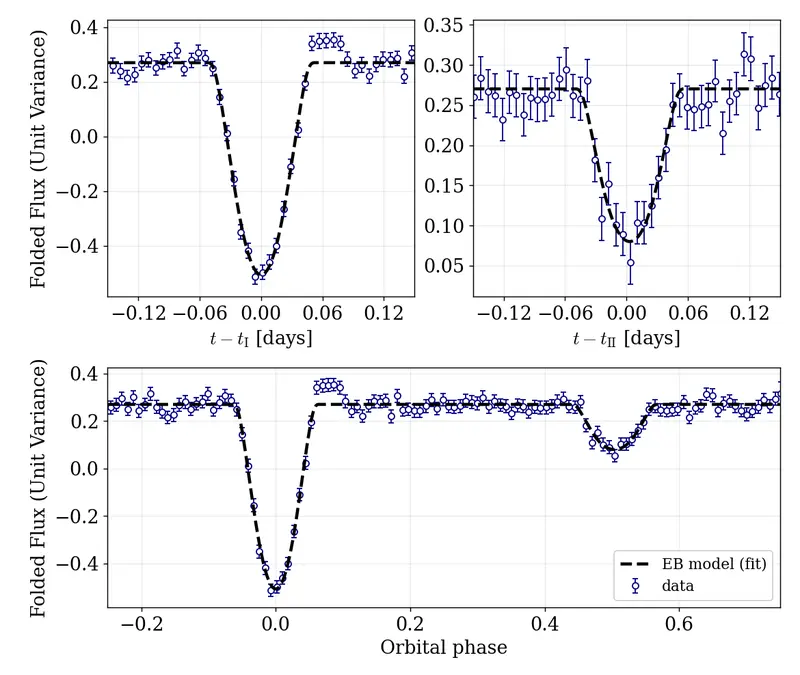 Folded Flux (Unit Variance)
0.4
0.2
0.0
−0.2
−0.4
−0.12 −0.06 0.00 0.06 0.12
t − tI [days]
0.35
0.30
0.25
0.20
0.15
0.10
0.05
−0.12 −0.06 0.00 0.06 0.12
t − tII [days]
Folded Flux (Unit Variance)
0.4
0.2
0.0
−0.2
−0.4
−0.2 0.0 0.2 0.4 0.6
Orbital phase
EB model (fit)
data